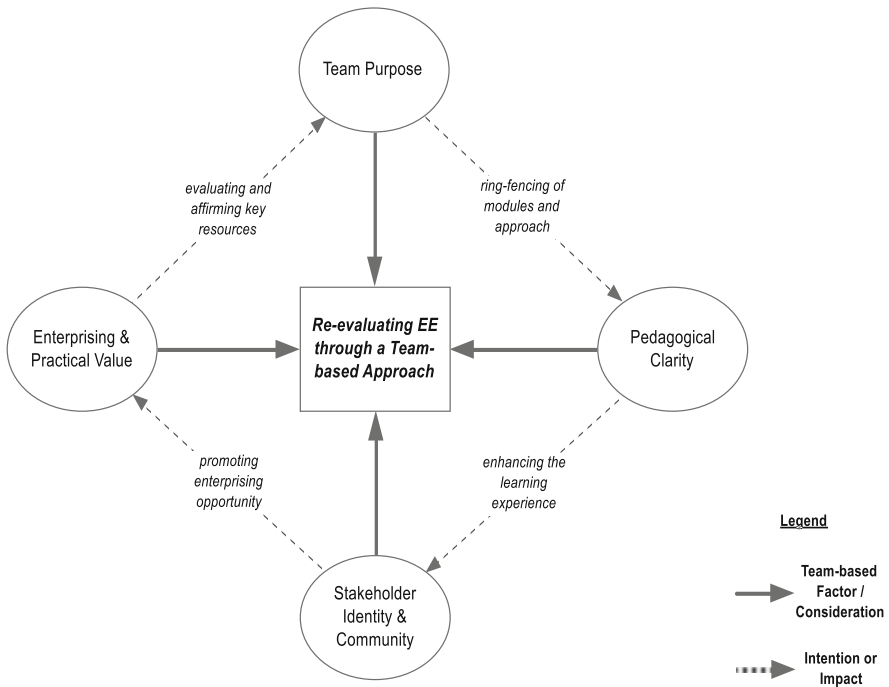 Team Purpose
evaluating and
affirming key
resources
ring-fencing of
modules and
approach
Enterprising &
Practical Value
Re-evaluating EE
through a Team-
based Approach
Pedagogical
Clarity
promoting
enterprising
opportunity
enhancing the
learning
experience
Stakeholder
Identity &
Community
Legend
Team-based
Factor /
Consideration
Intention or
Impact